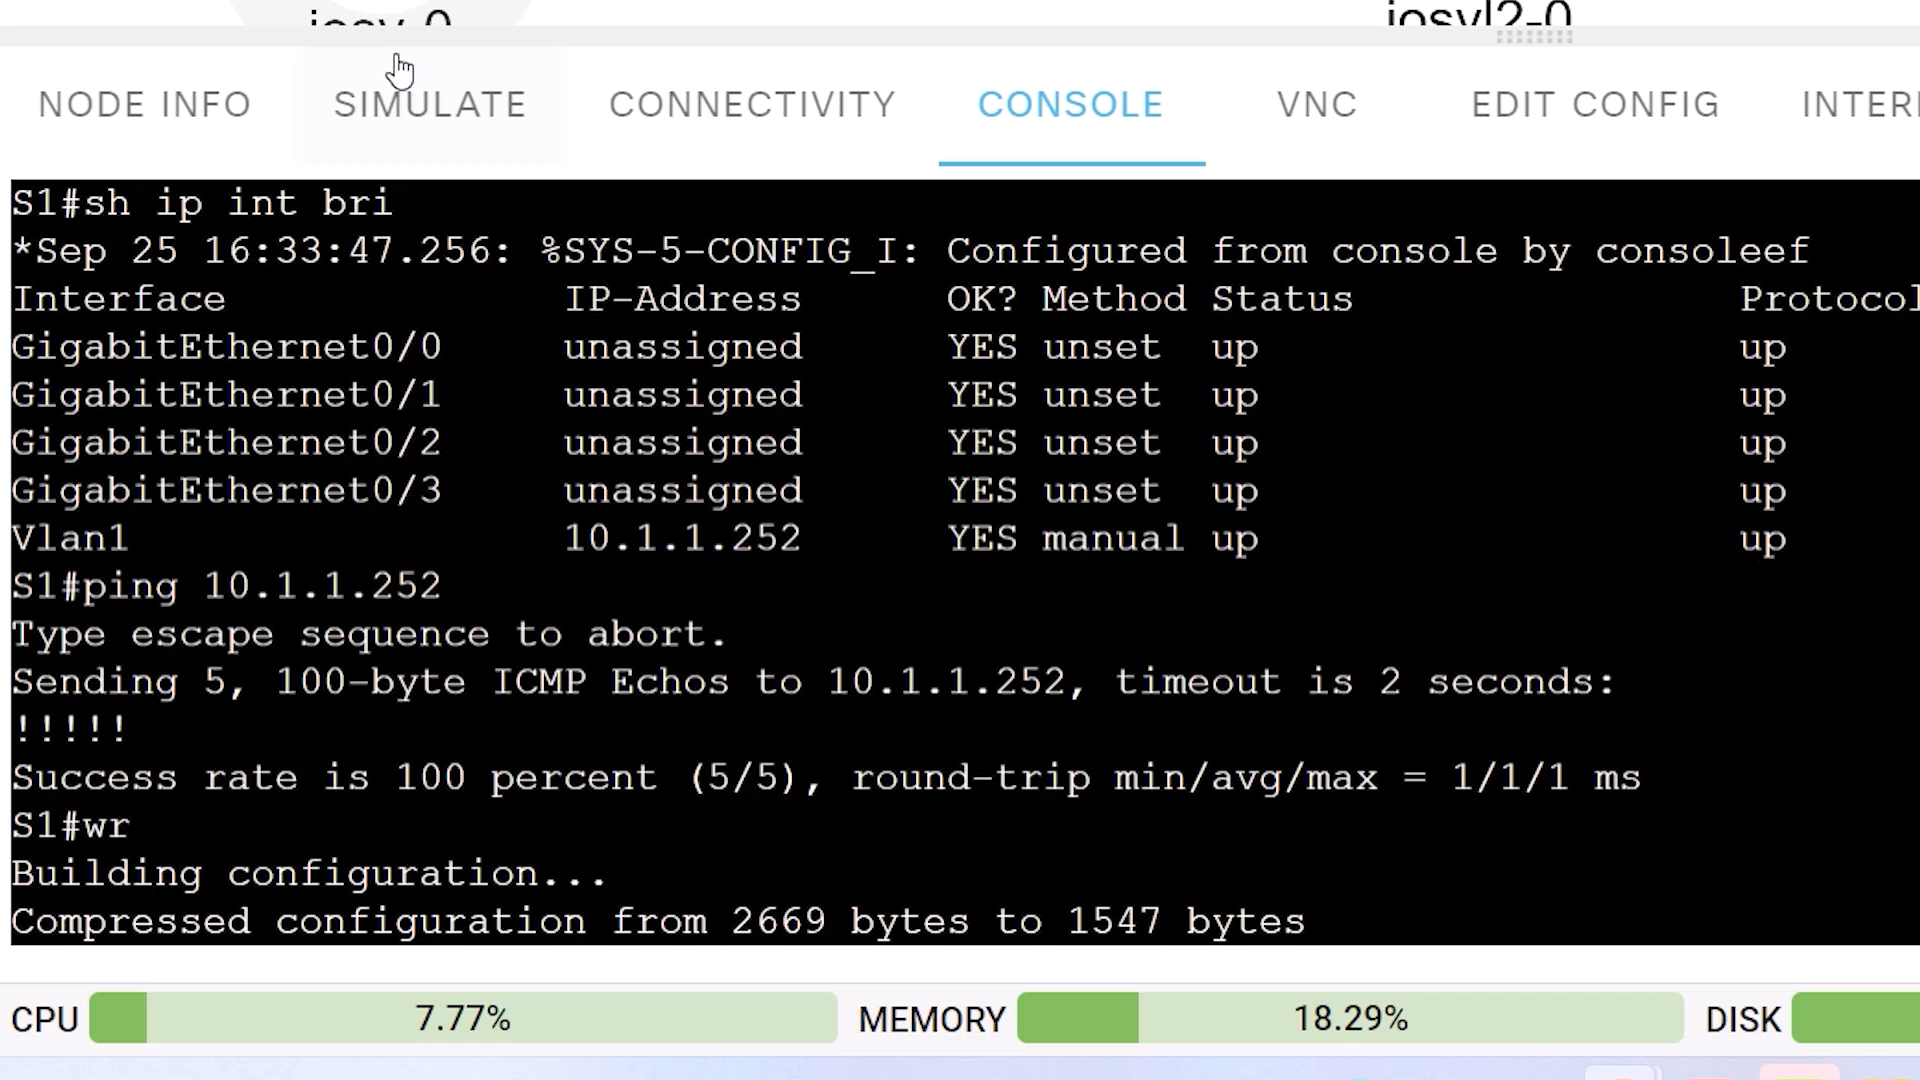 iosv-0 iosvl2-0
NODE INFO SIMULATE CONNECTIVITY CONSOLE VNC EDIT CONFIG
S1#sh ip int bri
*Sep 25 16:33:47.256: %SYS-5-CONFIG_I: Configured from console by consoleef
Interface IP-Address OK? Method Status Protocol
GigabitEthernet0/0 unassigned YES unset up up
GigabitEthernet0/1 unassigned YES unset up up
GigabitEthernet0/2 unassigned YES unset up up
GigabitEthernet0/3 unassigned YES unset up up
Vlan1 10.1.1.252 YES manual up up
S1#ping 10.1.1.252
Type escape sequence to abort.
Sending 5, 100-byte ICMP Echos to 10.1.1.252, timeout is 2 seconds:
!!!!!
Success rate is 100 percent (5/5), round-trip min/avg/max = 1/1/1 ms
S1#wr
Building configuration...
Compressed configuration from 2669 bytes to 1547 bytes
CPU 7.77% MEMORY 18.29% DISK